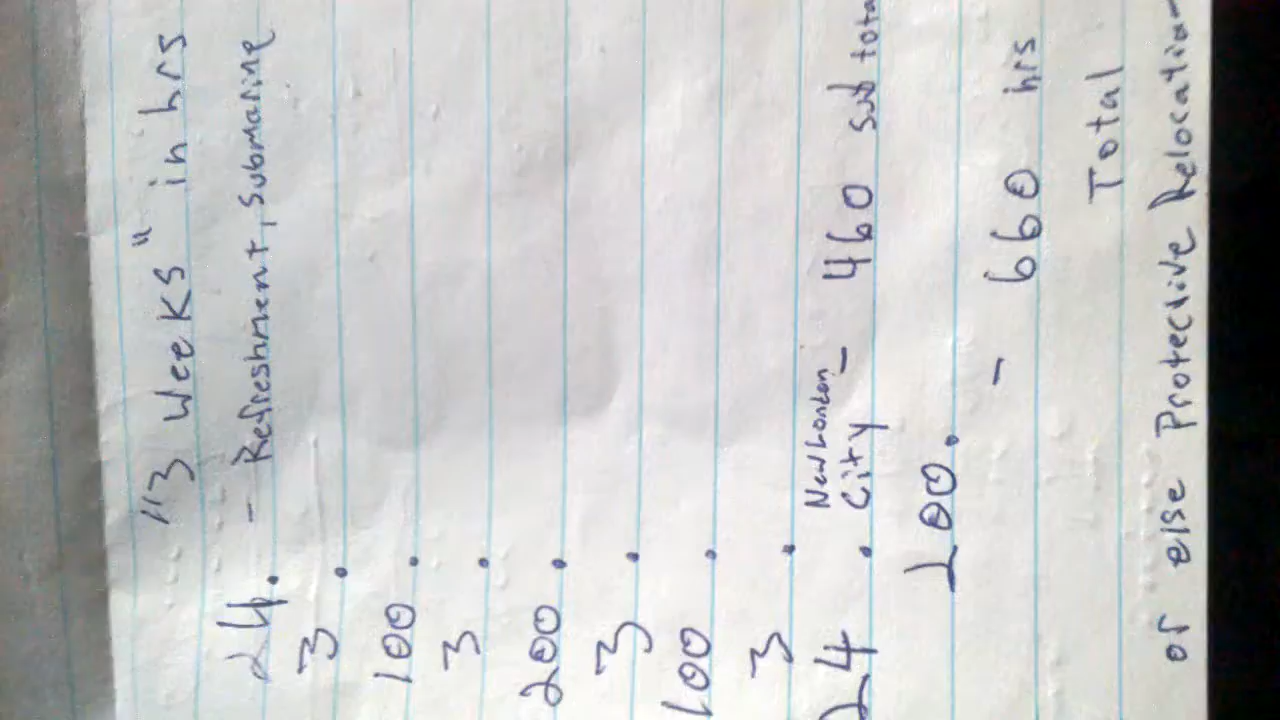 "3 weeks" in hrs
24. - Refreshment, Submarine
3 .
100 .
3 .
200 .
3 .
100 .
3 .
24 . New London City - 460 sub total
200.
- 660 hrs
Total
or else Protective Relocation